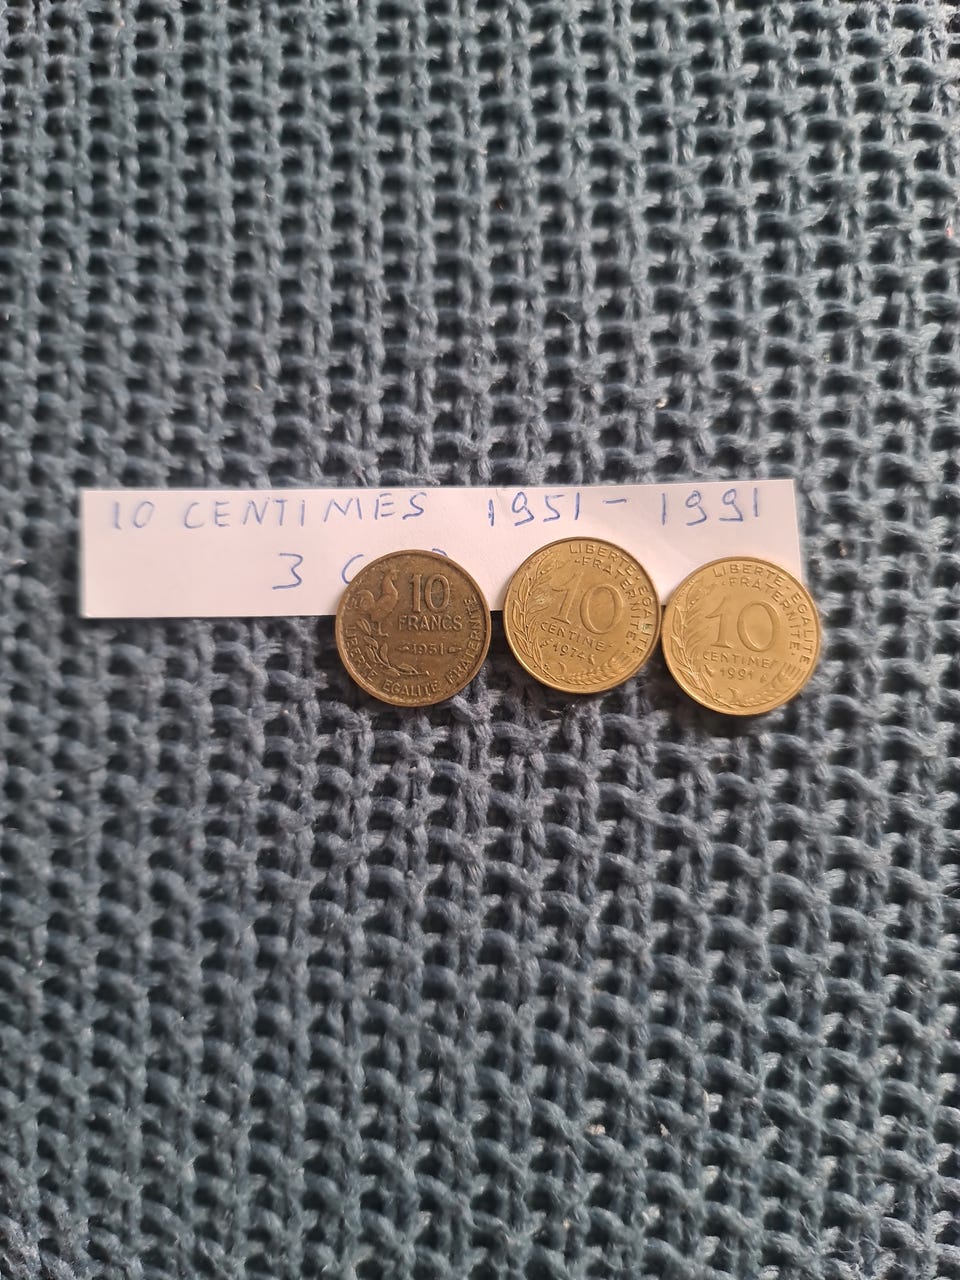 10 CENTIMES 1951 - 1991
3
10
FRANCS
1951
LIBERTE EGALITE FRATERNITE
LIBERTE · EGALITE
· FRATERNITE ·
10
CENTIMES
1974
LIBERTE · EGALITE
· FRATERNITE ·
10
CENTIMES
1991